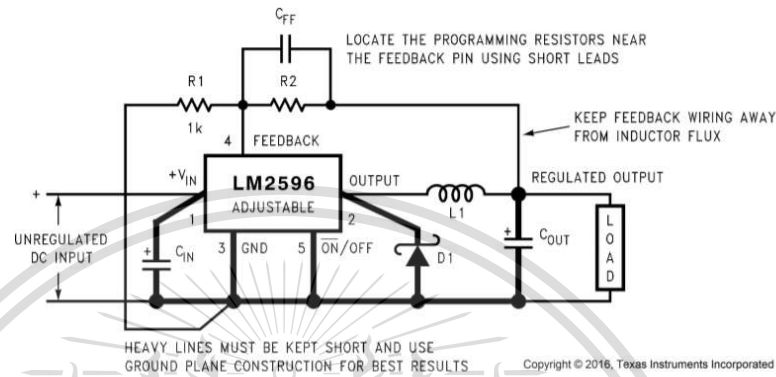 CFF
LOCATE THE PROGRAMMING RESISTORS NEAR
THE FEEDBACK PIN USING SHORT LEADS
R1
R2
1k
4 FEEDBACK
KEEP FEEDBACK WIRING AWAY
FROM INDUCTOR FLUX
+VIN
LM2596
ADJUSTABLE
OUTPUT
REGULATED OUTPUT
+
1
2
L1
UNREGULATED
DC INPUT
+
CIN
3 GND
5 ON/OFF
D1
+
COUT
LOAD
HEAVY LINES MUST BE KEPT SHORT AND USE
GROUND PLANE CONSTRUCTION FOR BEST RESULTS
Copyright © 2016, Texas Instruments Incorporated